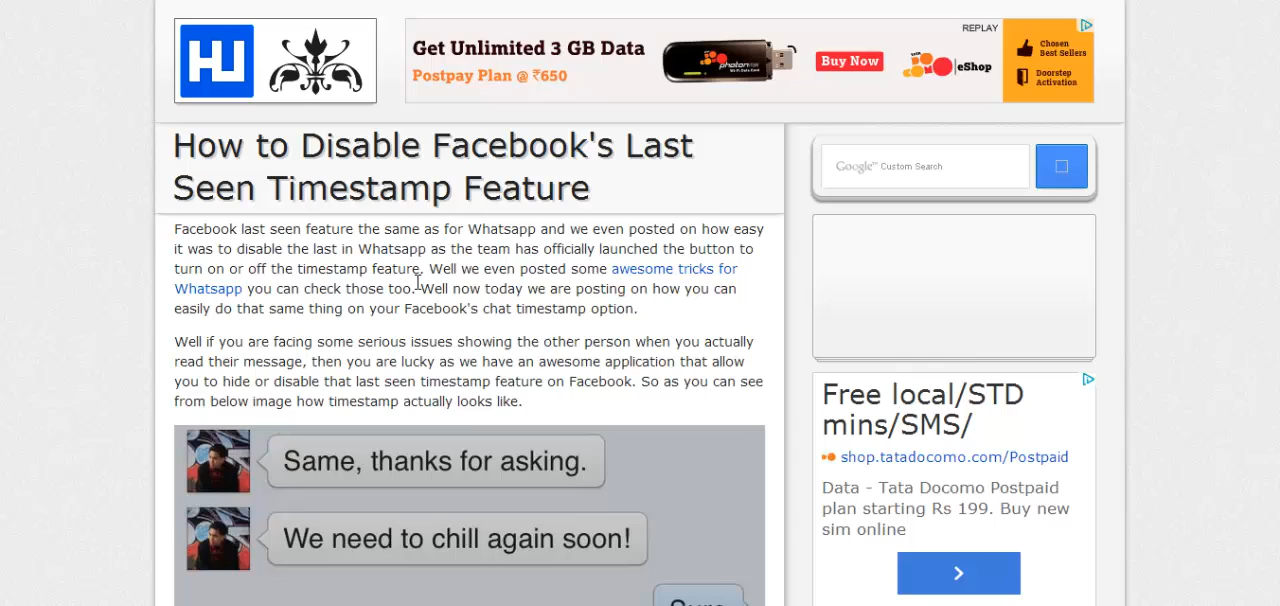 HU
REPLAY
Get Unlimited 3 GB Data
Postpay Plan @ ₹650
photon
Buy Now
eShop
Chosen
Best Sellers
Doorstep
Activation
How to Disable Facebook's Last
Seen Timestamp Feature
Google™ Custom Search
Facebook last seen feature the same as for Whatsapp and we even posted on how easy
it was to disable the last in Whatsapp as the team has officially launched the button to
turn on or off the timestamp feature. Well we even posted some awesome tricks for
Whatsapp you can check those too. Well now today we are posting on how you can
easily do that same thing on your Facebook's chat timestamp option.
Well if you are facing some serious issues showing the other person when you actually
read their message, then you are lucky as we have an awesome application that allow
you to hide or disable that last seen timestamp feature on Facebook. So as you can see
from below image how timestamp actually looks like.
Same, thanks for asking.
We need to chill again soon!
Free local/STD
mins/SMS/
shop.tatadocomo.com/Postpaid
Data - Tata Docomo Postpaid
plan starting Rs 199. Buy new
sim online